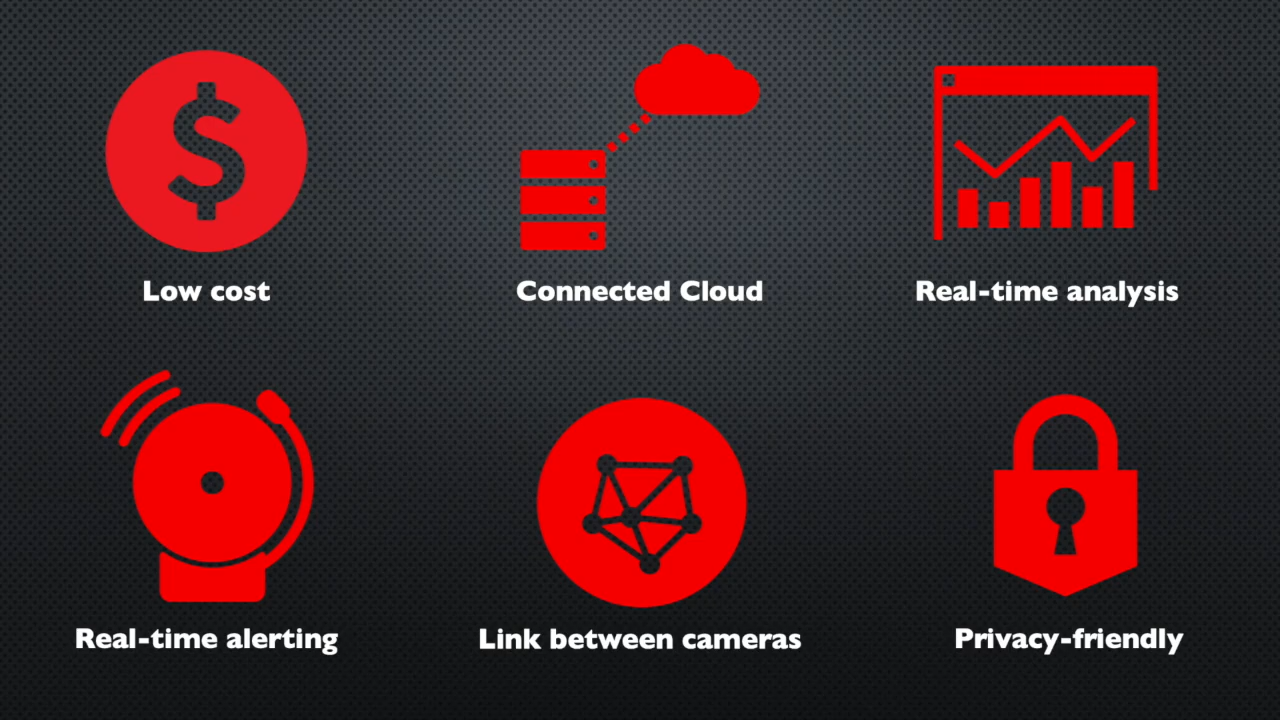 Low cost
Connected Cloud
Real-time analysis
Real-time alerting
Link between cameras
Privacy-friendly